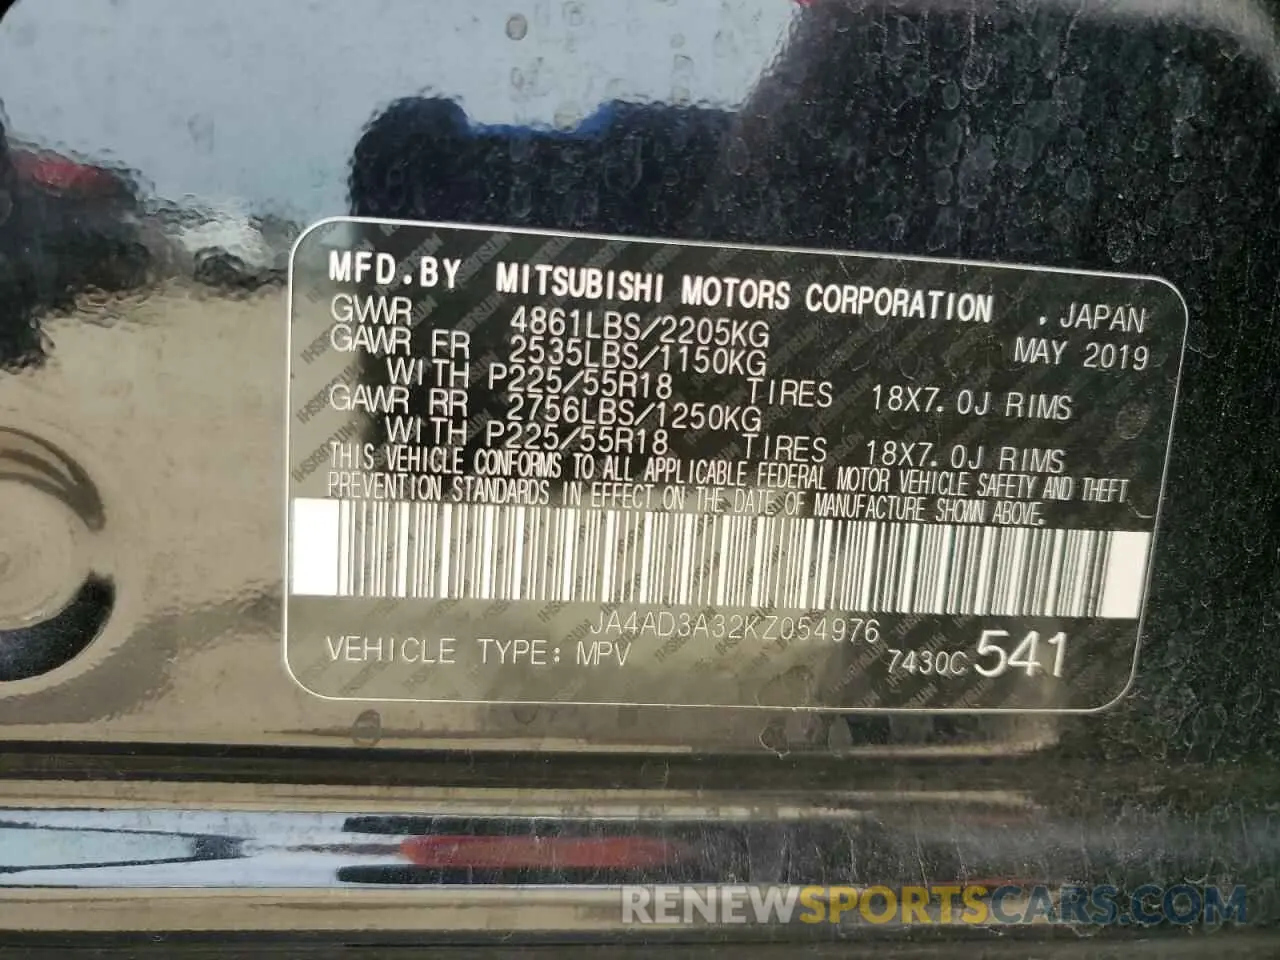 MFD.BY MITSUBISHI MOTORS CORPORATION
GVWR 4861LBS/2205KG , JAPAN
GAWR FR 2535LBS/1150KG MAY 2019
WITH P225/55R18 TIRES 18X7.0J RIMS
GAWR RR 2756LBS/1250KG
WITH P225/55R18 TIRES 18X7.0J RIMS
THIS VEHICLE CONFORMS TO ALL APPLICABLE FEDERAL MOTOR VEHICLE SAFETY AND THEFT
PREVENTION STANDARDS IN EFFECT ON THE DATE OF MANUFACTURE SHOWN ABOVE.
JA4AD3A32KZ054976
VEHICLE TYPE: MPV 7430C 541
RENEWSPORTSCARS.COM